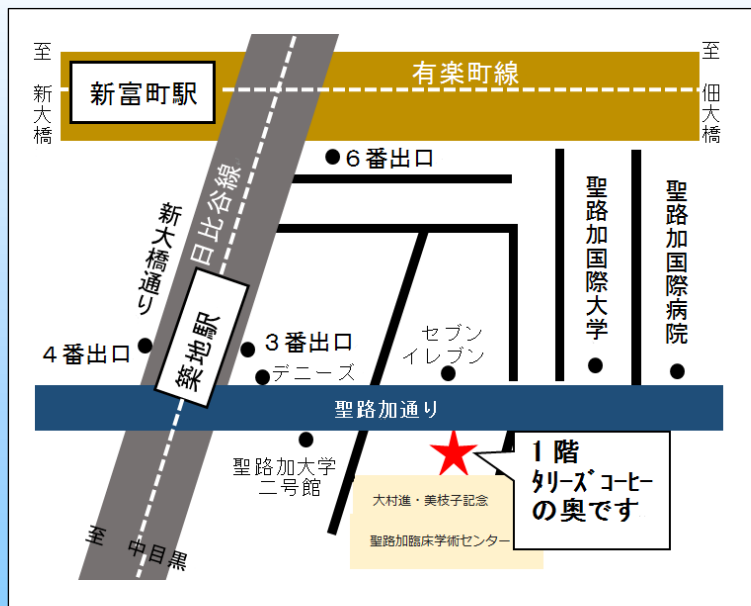 至 新大橋
新富町駅
有楽町線
至 佃大橋
６番出口
日比谷線
新大橋通り
聖路加国際大学
聖路加国際病院
築地駅
４番出口
３番出口
デニーズ
セブン
イレブン
聖路加通り
聖路加大学
二号館
１階
ﾀﾘｰｽﾞｺｰﾋｰ
の奥です
大村進・美枝子記念
聖路加臨床学術センター
至 中目黒